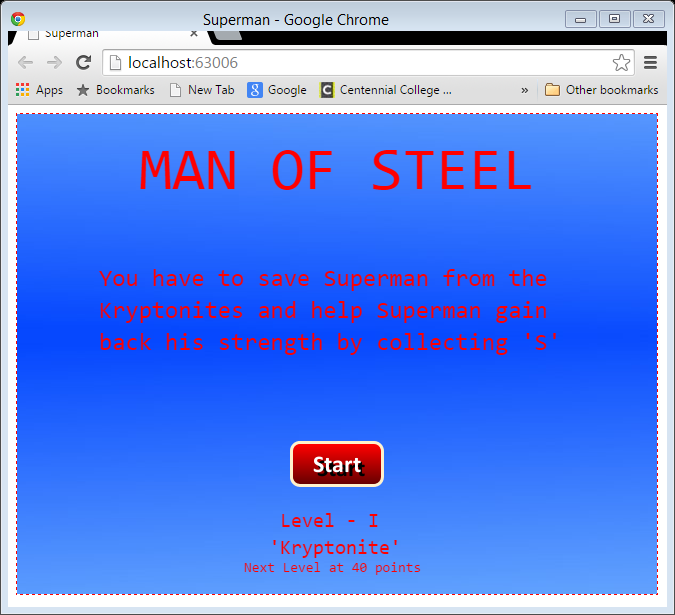 Superman - Google Chrome
Superman
localhost:63006
Apps Bookmarks New Tab Google Centennial College ... » Other bookmarks
MAN OF STEEL
You have to save Superman from the
Kryptonites and help Superman gain
back his strength by collecting 'S'
Start
Level - I
'Kryptonite'
Next Level at 40 points